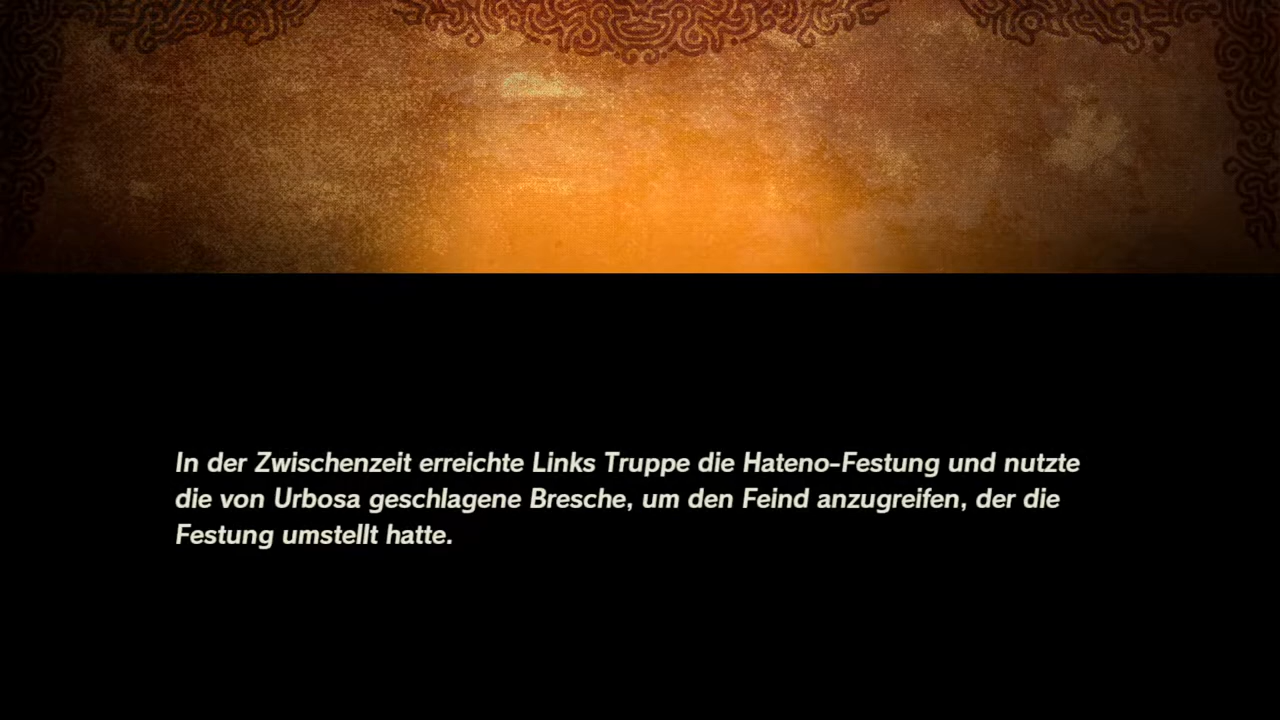 In der Zwischenzeit erreichte Links Truppe die Hateno-Festung und nutzte
die von Urbosa geschlagene Bresche, um den Feind anzugreifen, der die
Festung umstellt hatte.